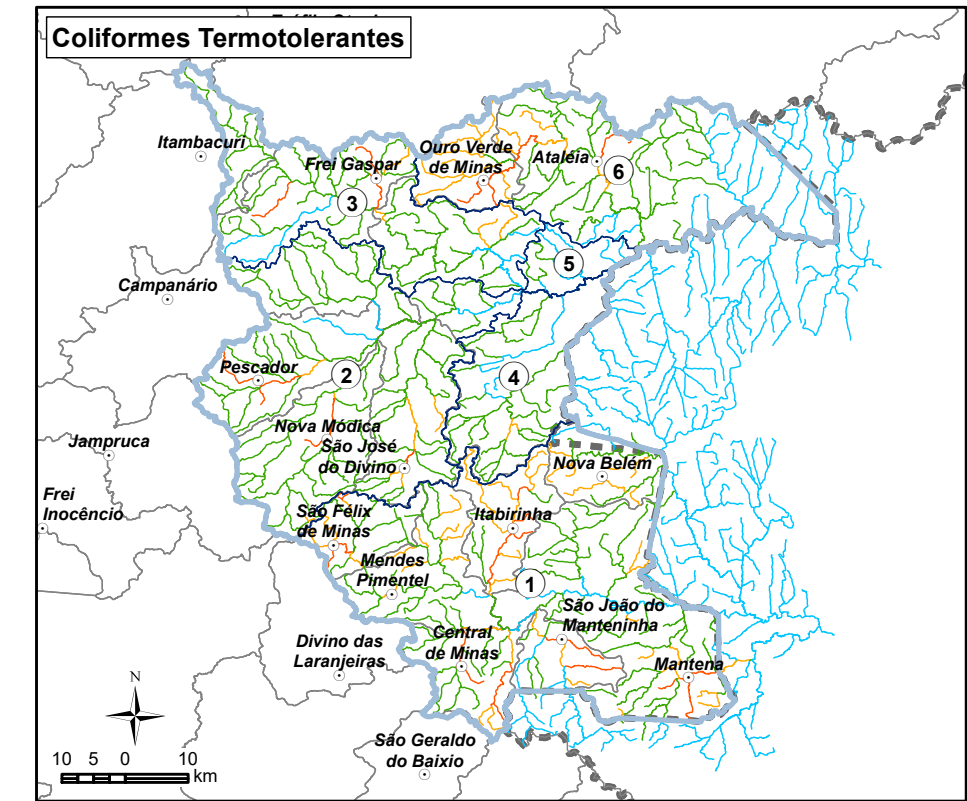 Coliformes Termotolerantes
Itambacuri
Frei Gaspar
Ouro Verde
de Minas
Ataléia
6
3
5
Campanário
Pescador
2
4
Nova Módica
São José
do Divino
Jampruca
Nova Belém
Frei
Inocêncio
São Félix
de Minas
Itabirinha
Mendes
Pimentel
1
São João do
Manteninha
Divino das
Laranjeiras
Central
de Minas
Mantena
N
São Geraldo
do Baixio
10 5 0 10
km